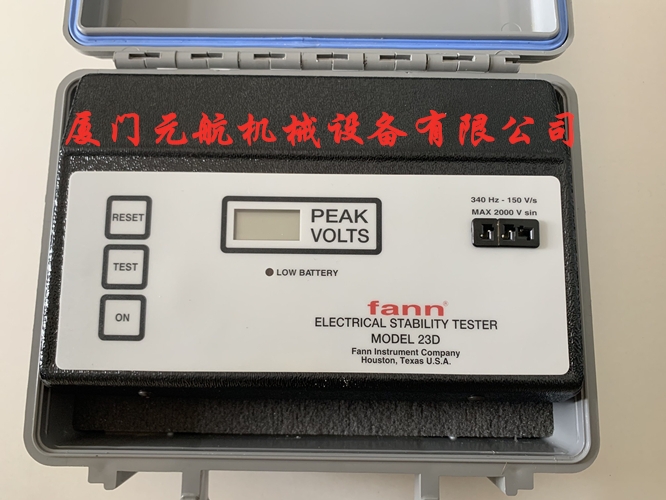 厦门元航机械设备有限公司
RESET
TEST
ON
PEAK
VOLTS
LOW BATTERY
340 Hz - 150 V/s
MAX 2000 V sin
fann®
ELECTRICAL STABILITY TESTER
MODEL 23D
Fann Instrument Company
Houston, Texas U.S.A.